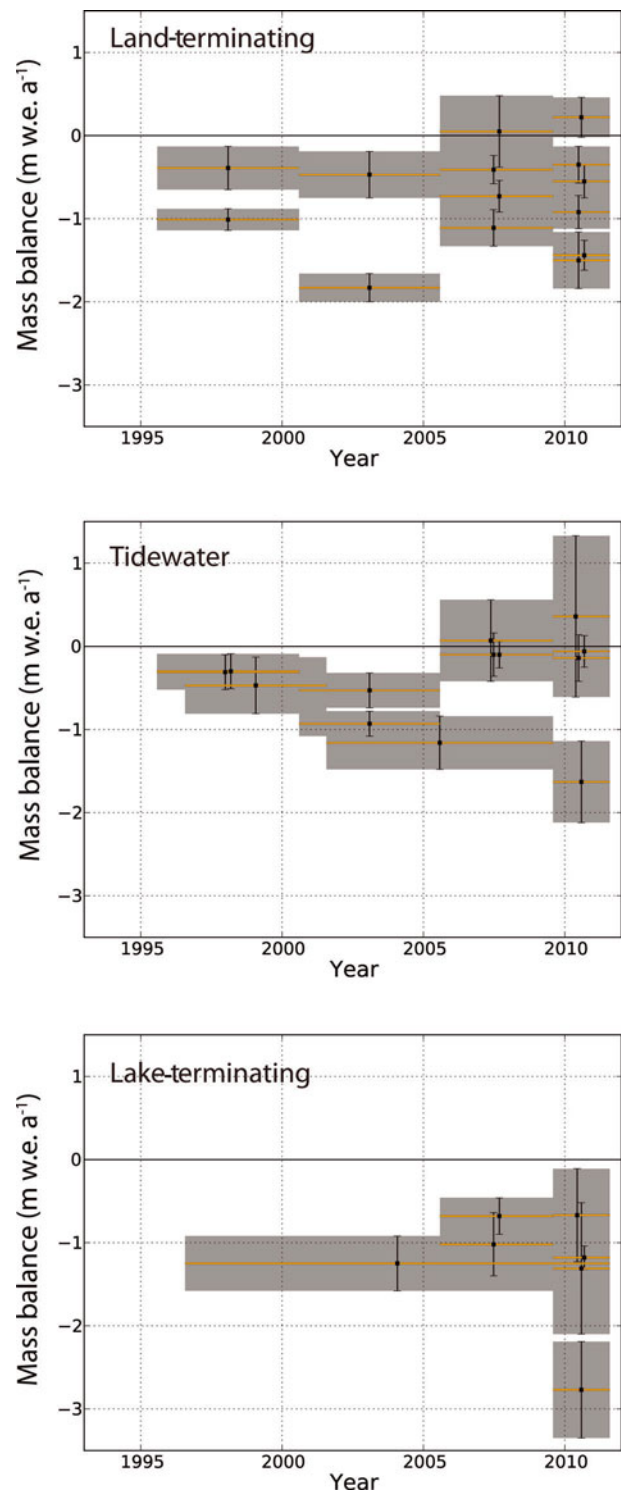 Land-terminating
Mass balance (m w.e. a⁻¹)
1
0
−1
−2
−3
1995 2000 2005 2010
Year
Tidewater
Mass balance (m w.e. a⁻¹)
1
0
−1
−2
−3
1995 2000 2005 2010
Year
Lake-terminating
Mass balance (m w.e. a⁻¹)
1
0
−1
−2
−3
1995 2000 2005 2010
Year